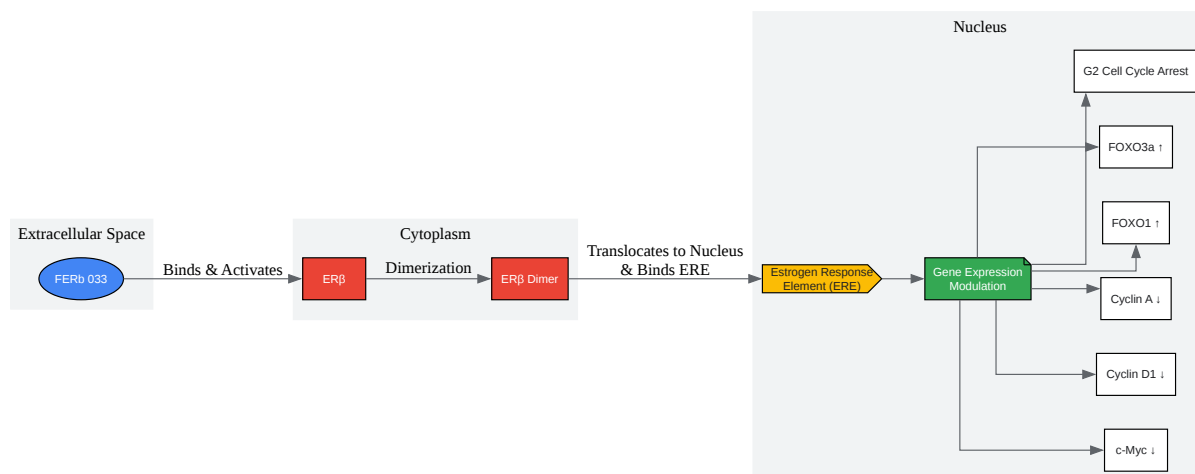 Nucleus
G2 Cell Cycle Arrest
FOXO3a ↑
FOXO1 ↑
Extracellular Space
FERb 033
Binds & Activates
Cytoplasm
ERβ
Dimerization
ERβ Dimer
Translocates to Nucleus
& Binds ERE
Estrogen Response
Element (ERE)
Gene Expression
Modulation
Cyclin A ↓
Cyclin D1 ↓
c-Myc ↓